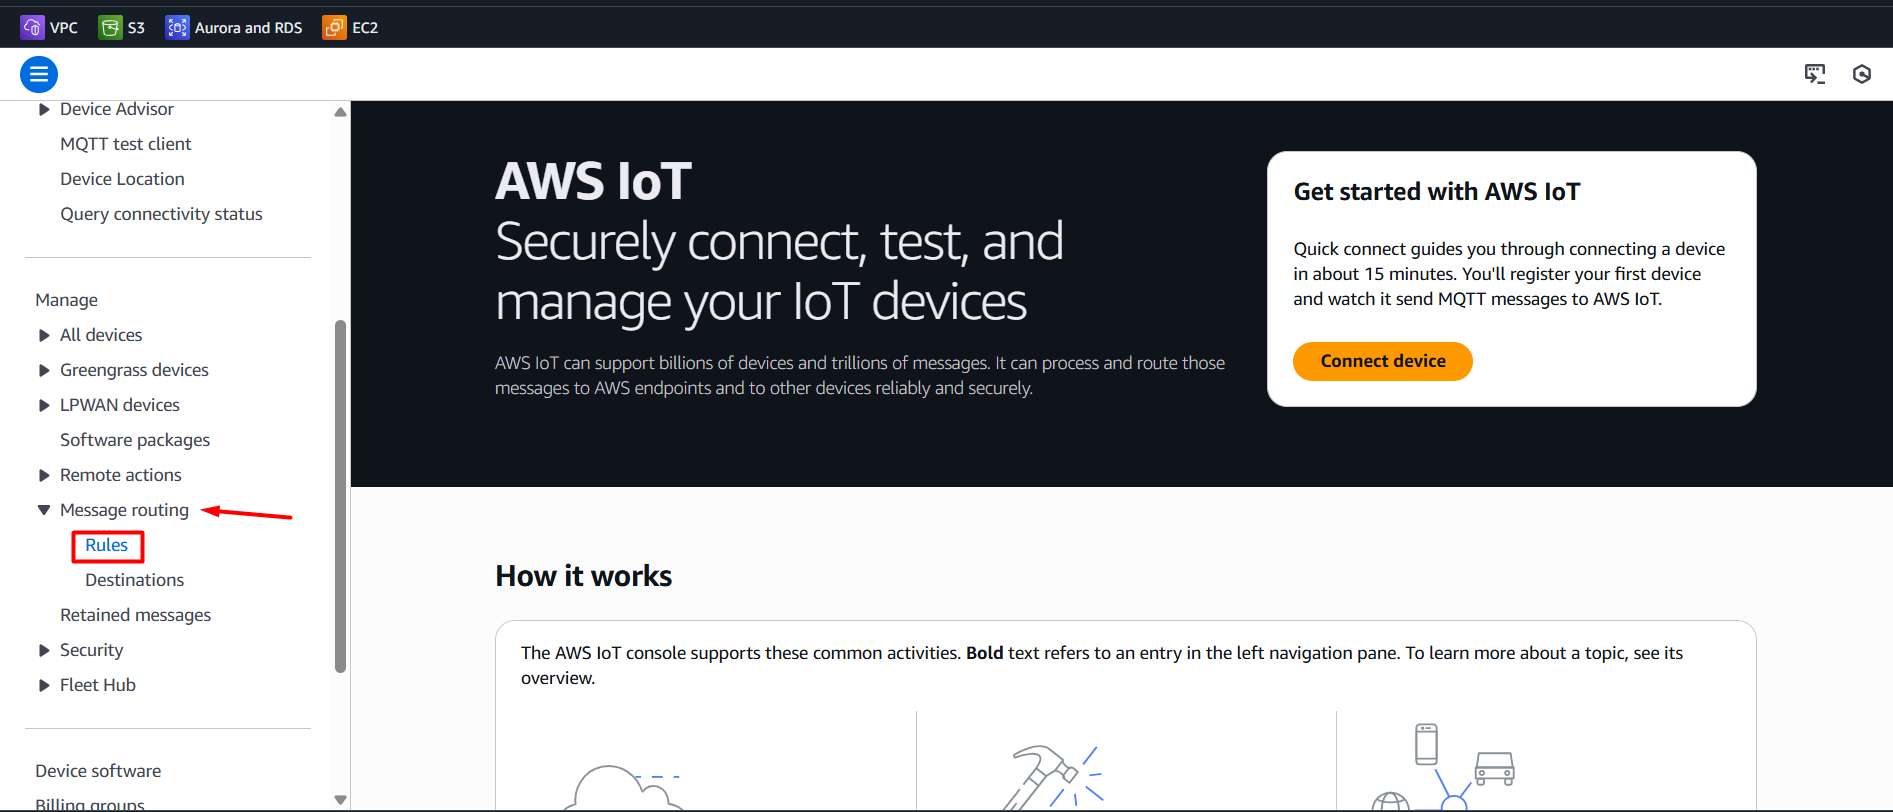 VPC
S3
Aurora and RDS
EC2
Device Advisor
MQTT test client
Device Location
Query connectivity status
Manage
All devices
Greengrass devices
LPWAN devices
Software packages
Remote actions
Message routing
Rules
Destinations
Retained messages
Security
Fleet Hub
Device software
Billing groups
AWS IoT
Securely connect, test, and
manage your IoT devices
AWS IoT can support billions of devices and trillions of messages. It can process and route those
messages to AWS endpoints and to other devices reliably and securely.
Get started with AWS IoT
Quick connect guides you through connecting a device
in about 15 minutes. You'll register your first device
and watch it send MQTT messages to AWS IoT.
Connect device
How it works
The AWS IoT console supports these common activities. Bold text refers to an entry in the left navigation pane. To learn more about a topic, see its
overview.